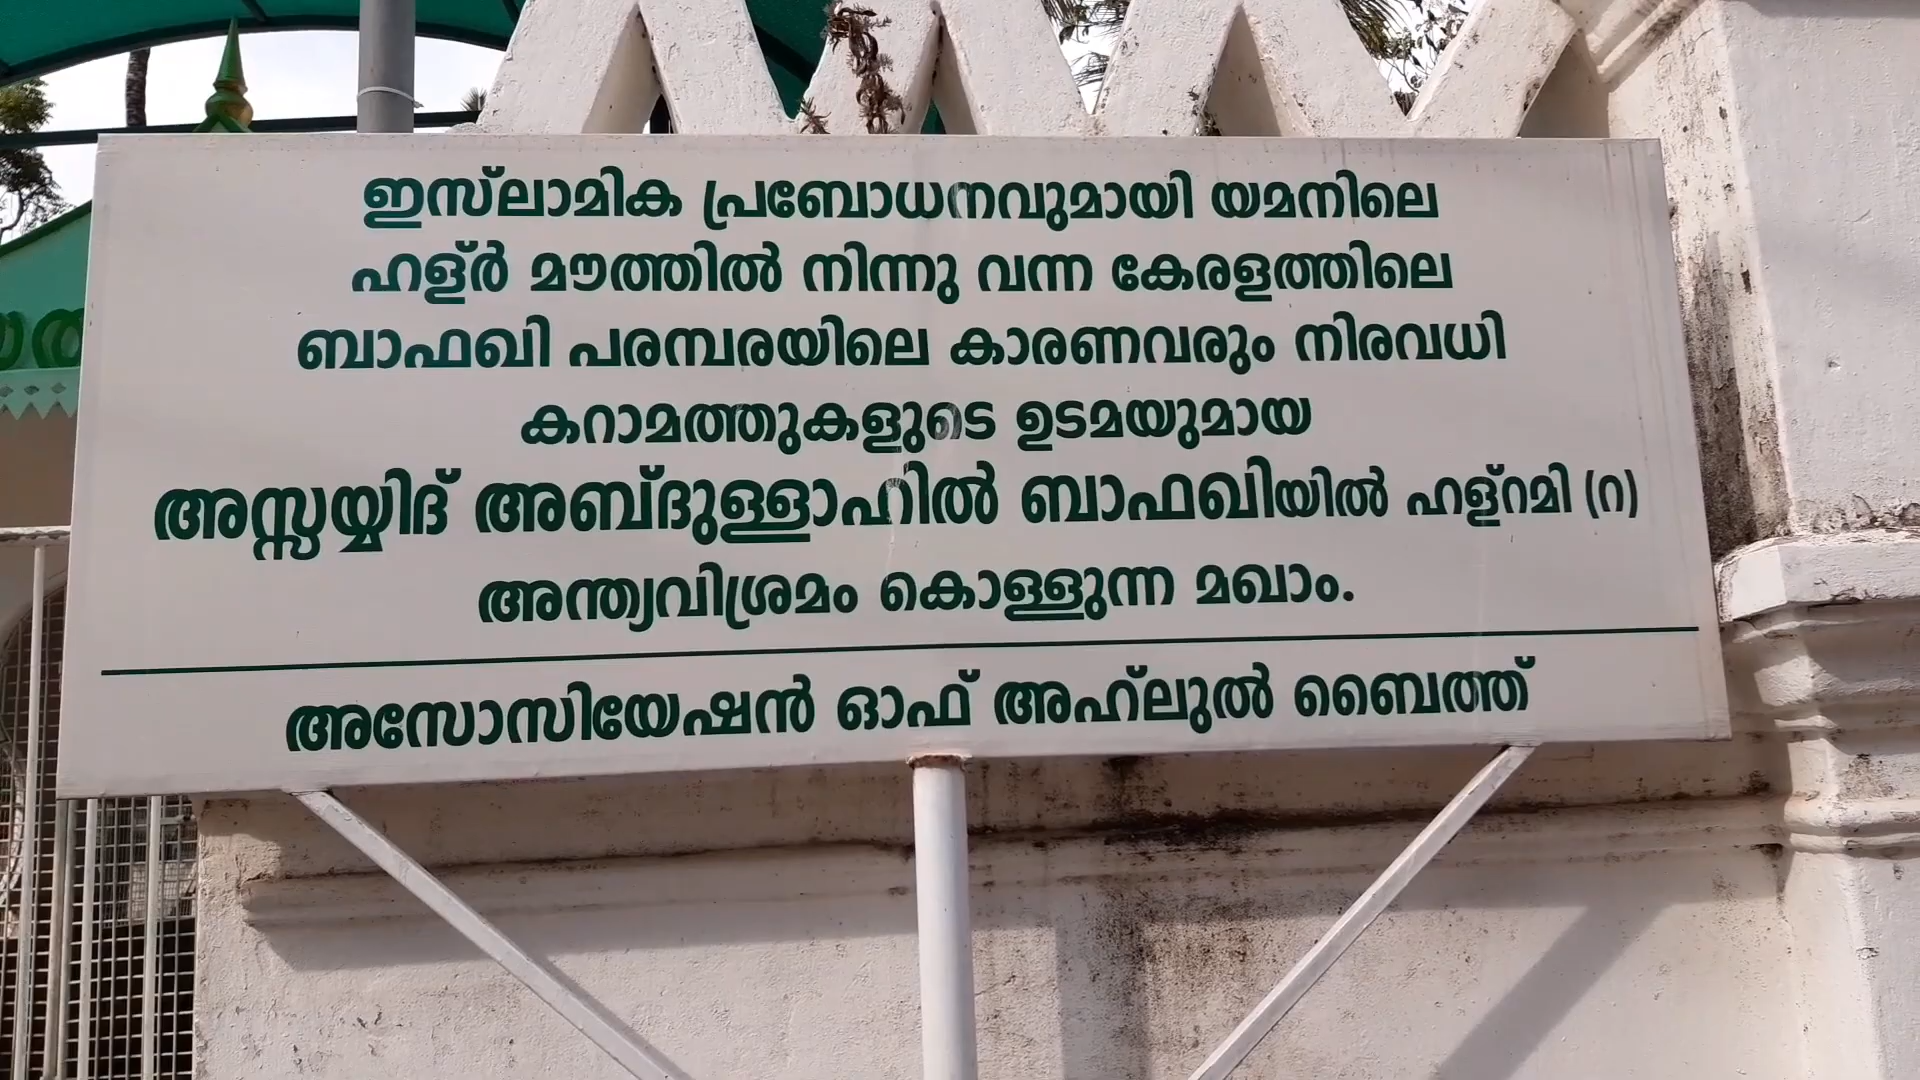 ഇസ്‌ലാമിക പ്രബോധനവുമായി യമനിലെ
ഹള്ർ മൗത്തിൽ നിന്നു വന്ന കേരളത്തിലെ
ബാഫഖി പരമ്പരയിലെ കാരണവരും നിരവധി
കറാമത്തുകളുടെ ഉടമയുമായ
അസ്സയ്യിദ് അബ്ദുള്ളാഹിൽ ബാഫഖിയിൽ ഹള്റമി (റ)
അന്ത്യവിശ്രമം കൊള്ളുന്ന മഖാം.
അസോസിയേഷൻ ഓഫ് അഹ്‌ലുൽ ബൈത്ത്